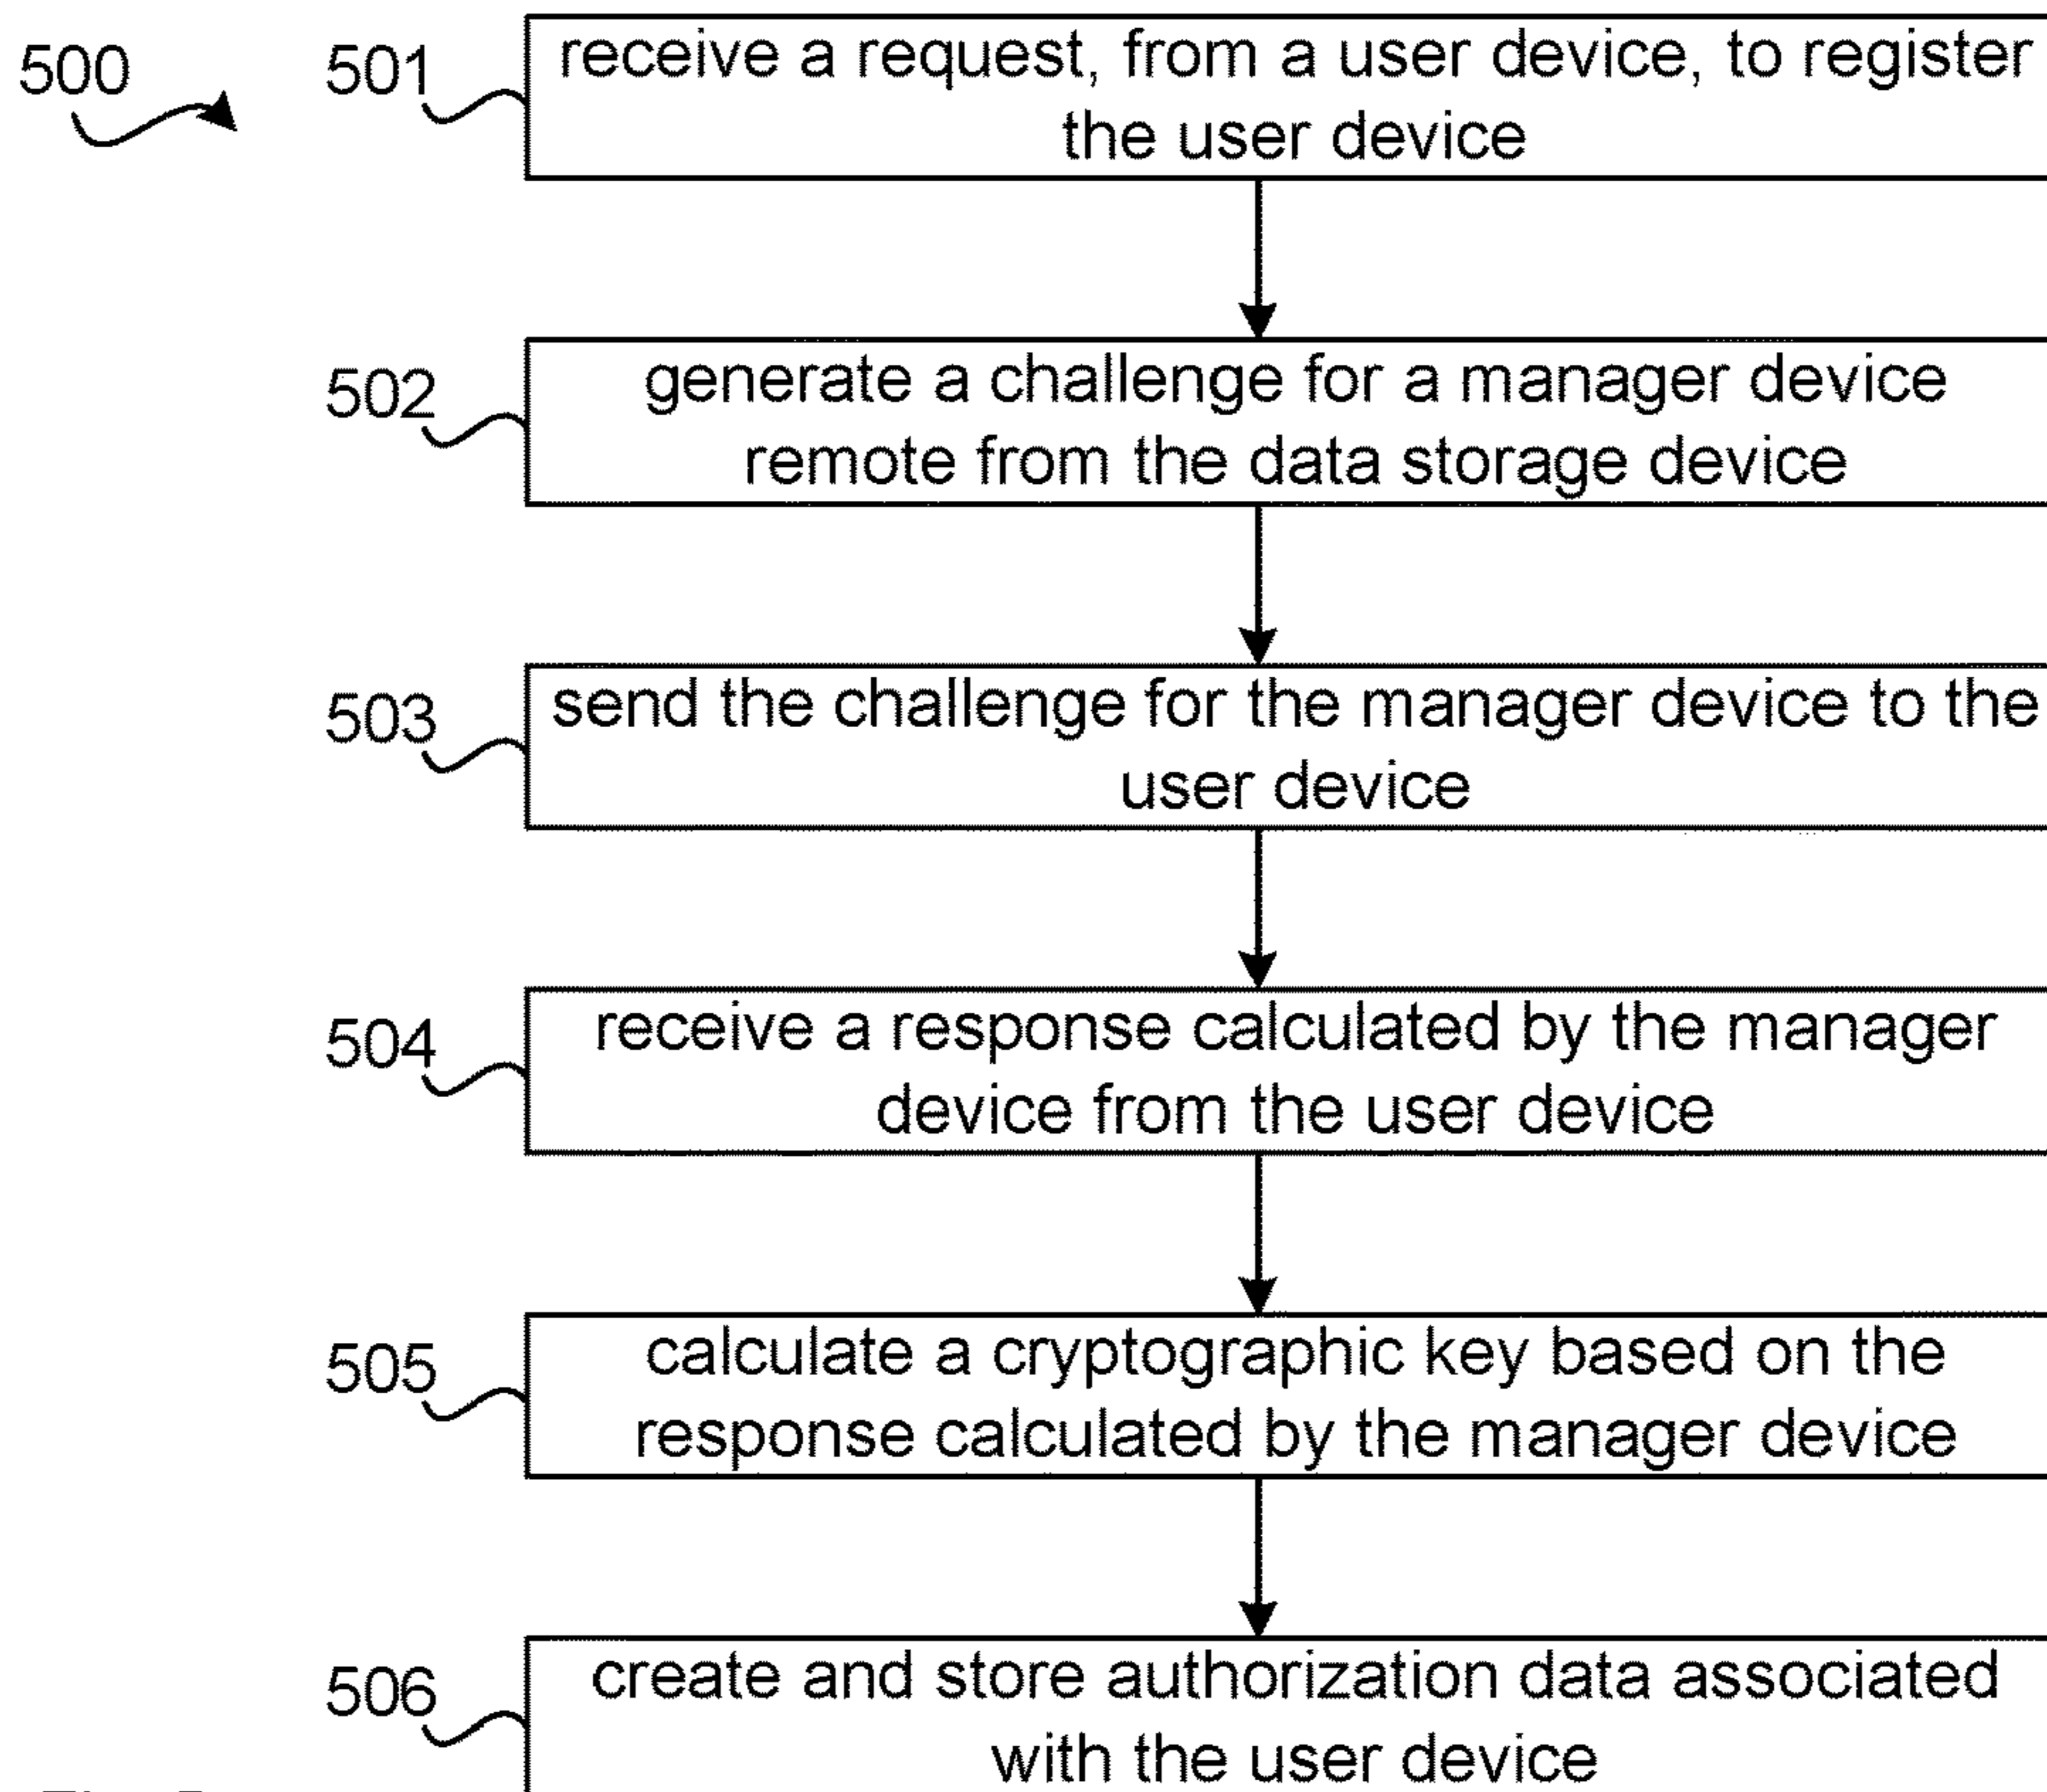 500
501
receive a request, from a user device, to register
the user device
502
generate a challenge for a manager device
remote from the data storage device
503
send the challenge for the manager device to the
user device
504
receive a response calculated by the manager
device from the user device
505
calculate a cryptographic key based on the
response calculated by the manager device
506
create and store authorization data associated
with the user device